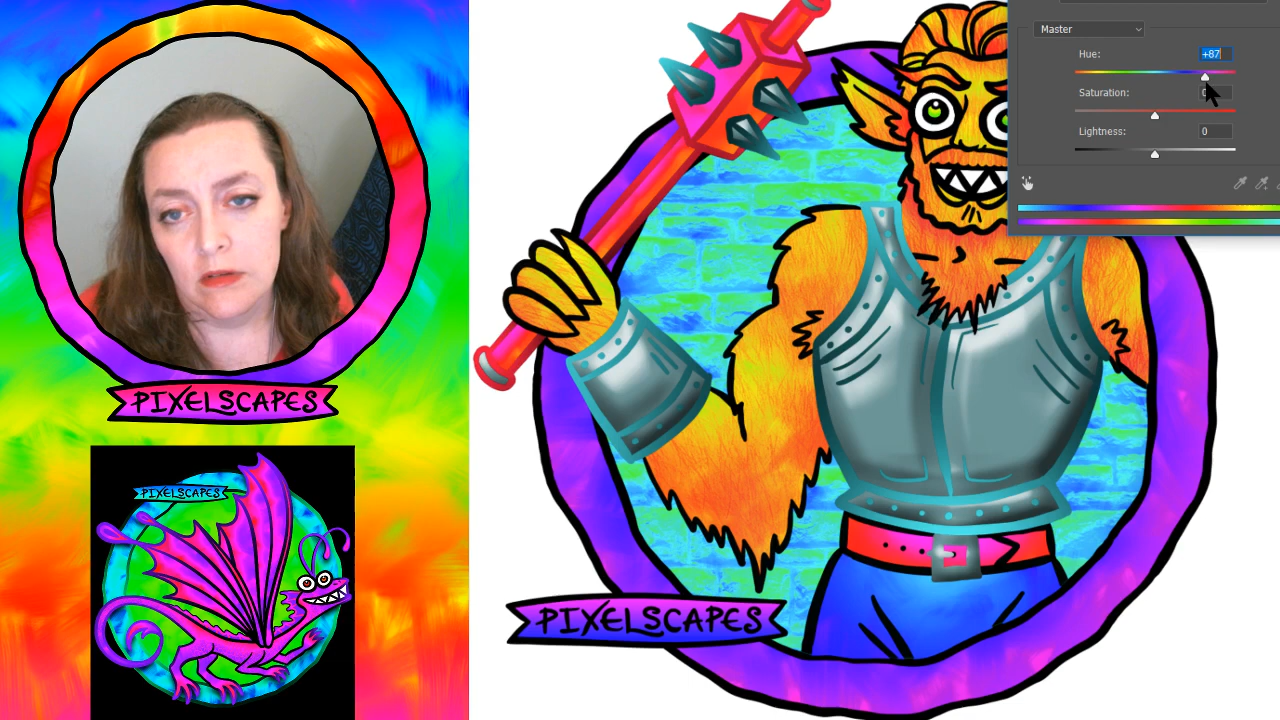 PIXELSCAPES
PIXELSCAPES
PIXELSCAPES
Master
Hue:
+87
Saturation:
Lightness:
0